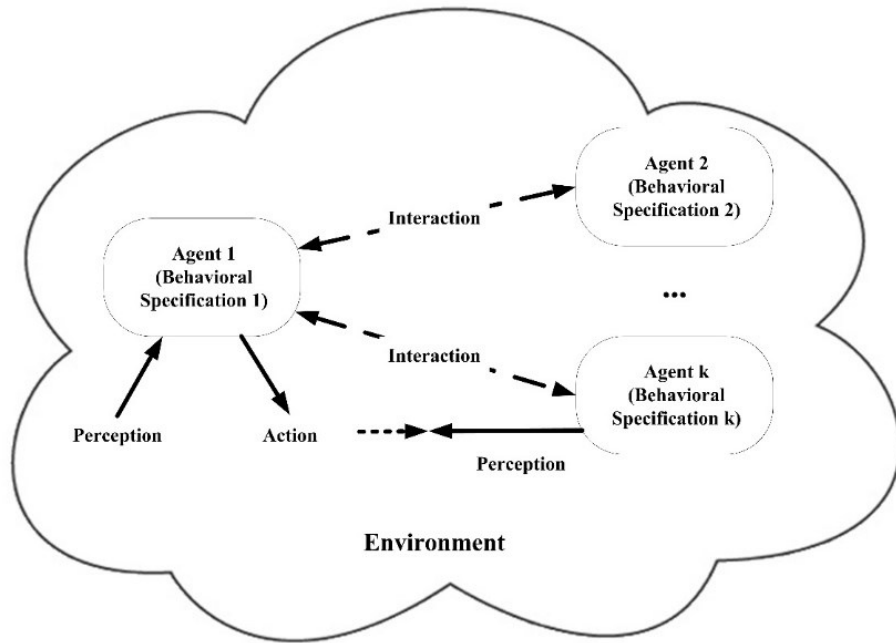 Agent 2
(Behavioral
Specification 2)
Interaction
Agent 1
(Behavioral
Specification 1)
...
Interaction
Agent k
(Behavioral
Specification k)
Perception
Action
Perception
Environment